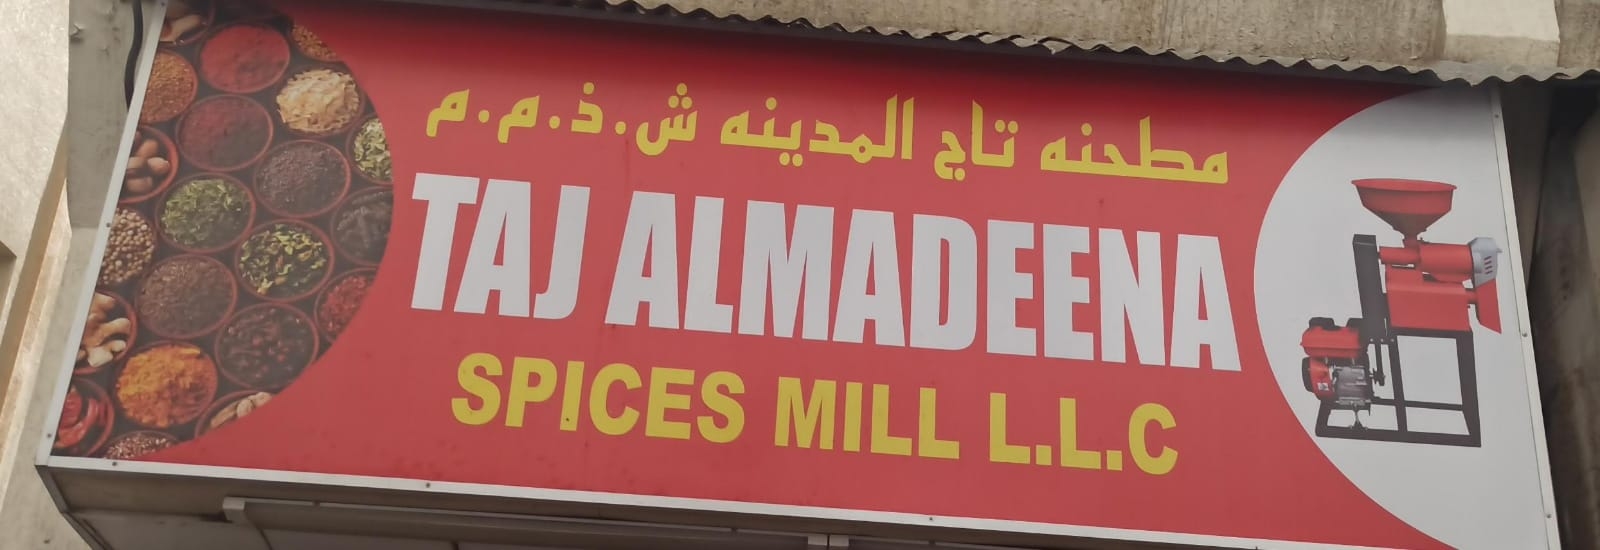 مطحنه تاج المدينه ش.ذ.م.م
TAJ ALMADEENA
SPICES MILL L.L.C